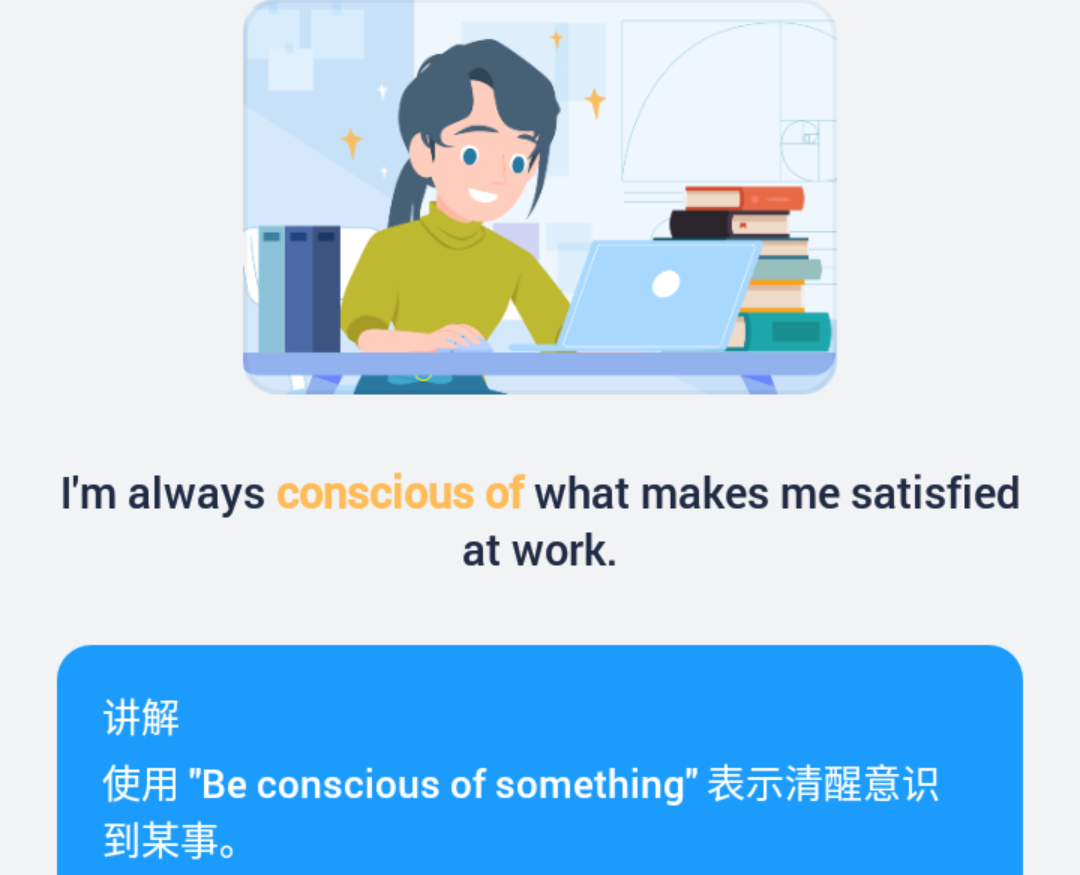 I'm always conscious of what makes me satisfied
at work.
讲解
使用 "Be conscious of something" 表示清醒意识
到某事。